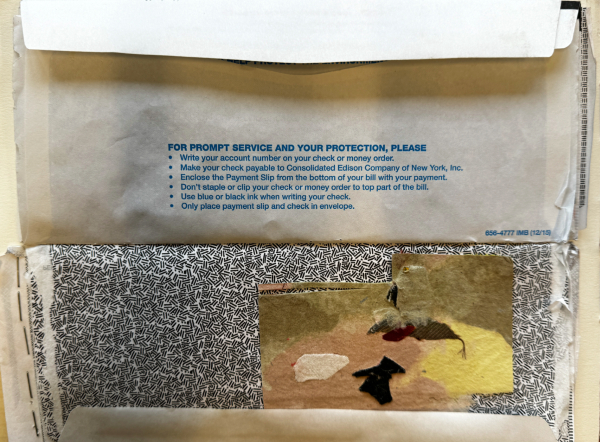 FOR PROMPT SERVICE AND YOUR PROTECTION, PLEASE
• Write your account number on your check or money order.
• Make your check payable to Consolidated Edison Company of New York, Inc.
• Enclose the Payment Slip from the bottom of your bill with your payment.
• Don't staple or clip your check or money order to top part of the bill.
• Use blue or black ink when writing your check.
• Only place payment slip and check in envelope.
656-4777 IMB (12/15)